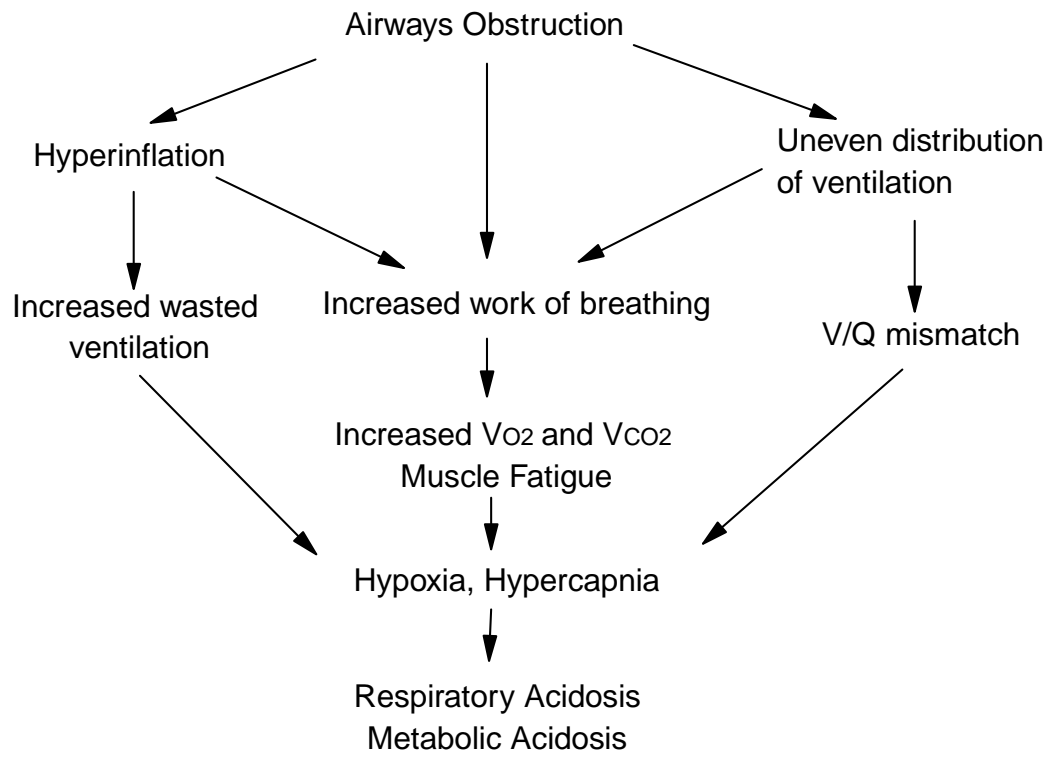 Airways Obstruction
Hyperinflation
Uneven distribution
of ventilation
Increased wasted
ventilation
Increased work of breathing
V/Q mismatch
Increased VO2 and VCO2
Muscle Fatigue
Hypoxia, Hypercapnia
Respiratory Acidosis
Metabolic Acidosis